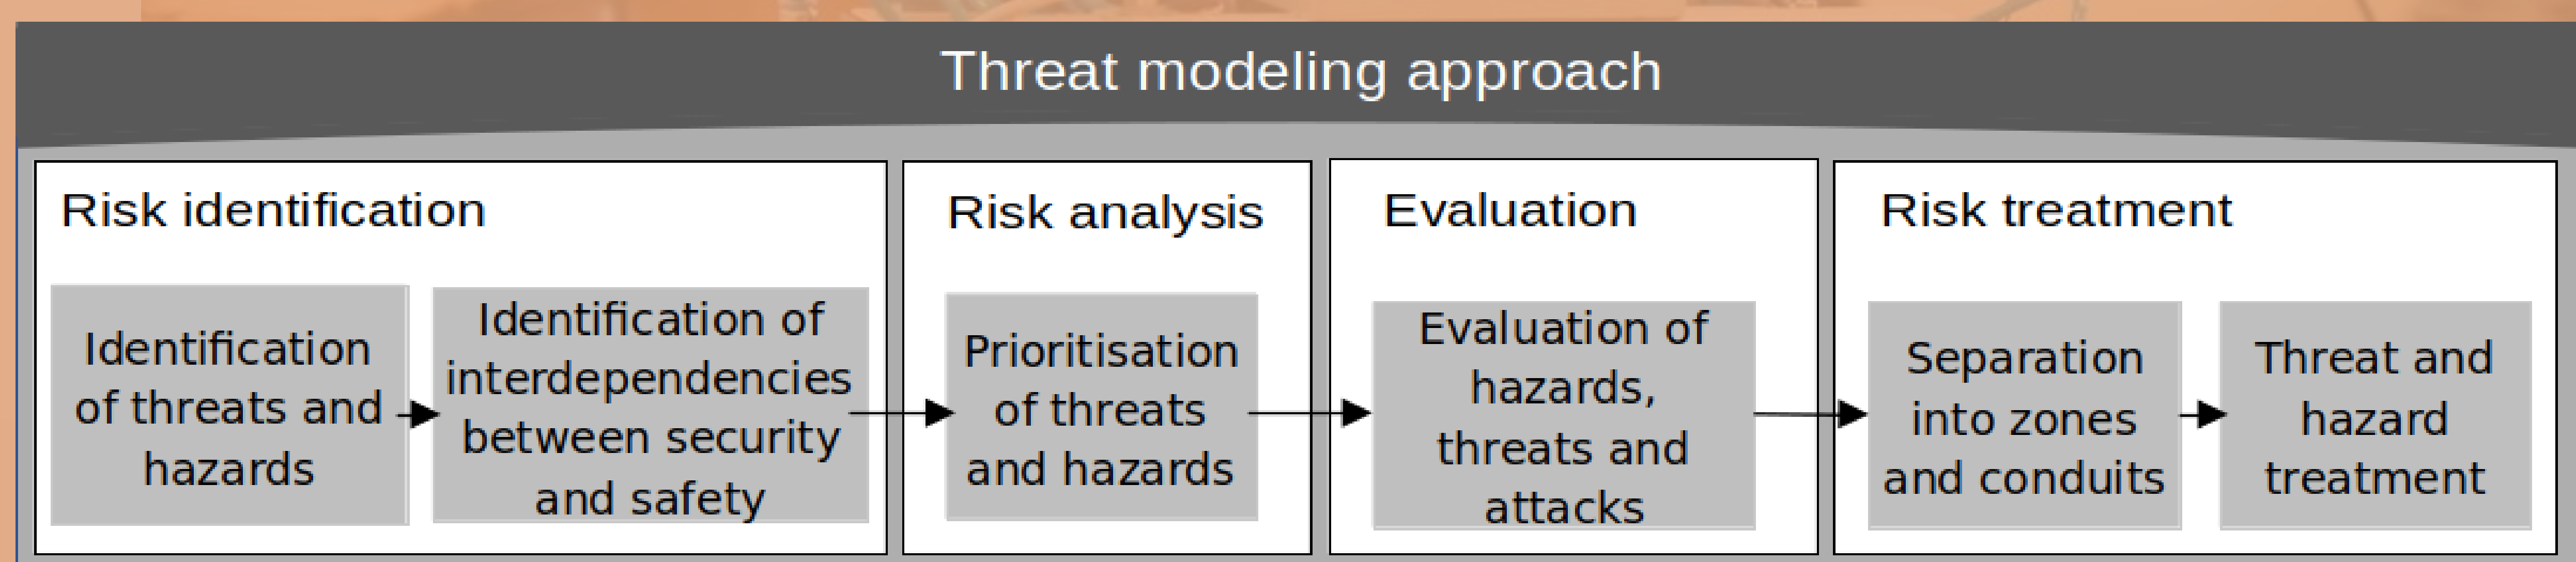 Threat modeling approach
Risk identification
Identification
of threats and
hazards
Identification of
interdependencies
between security
and safety
Risk analysis
Prioritisation
of threats
and hazards
Evaluation
Evaluation of
hazards,
threats and
attacks
Risk treatment
Separation
into zones
and conduits
Threat and
hazard
treatment